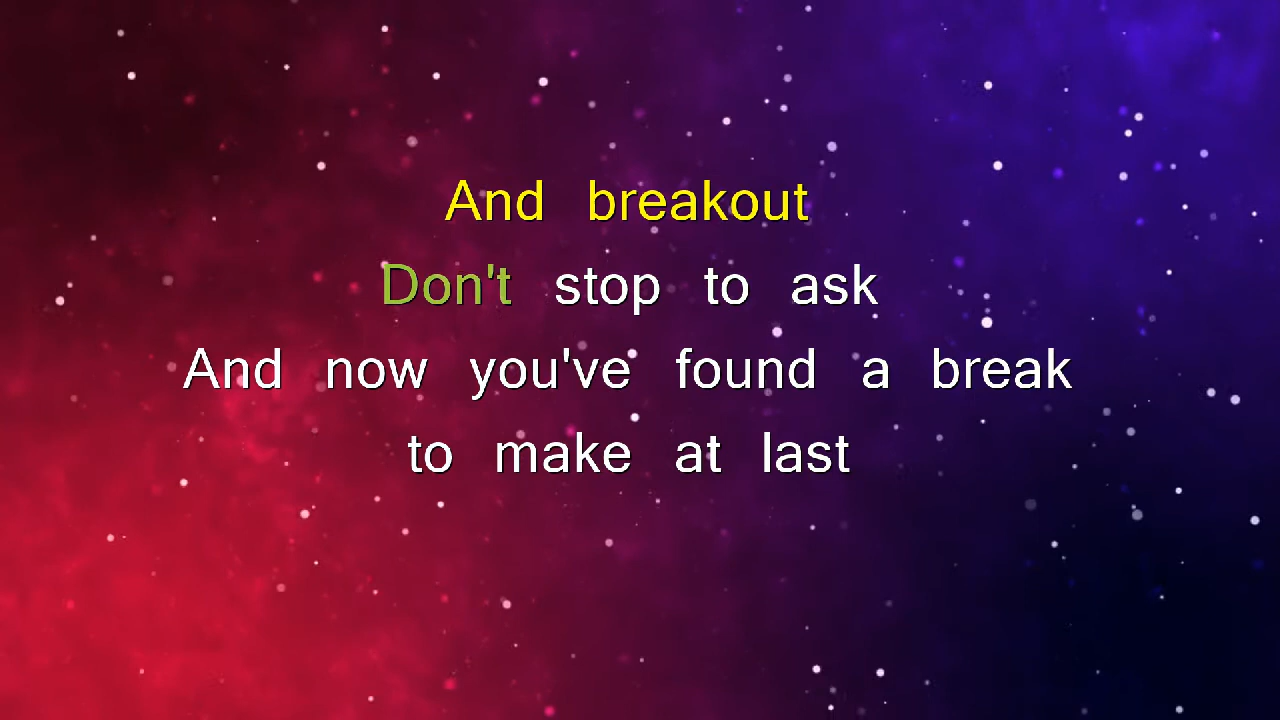 And breakout
Don't stop to ask
And now you've found a break
to make at last